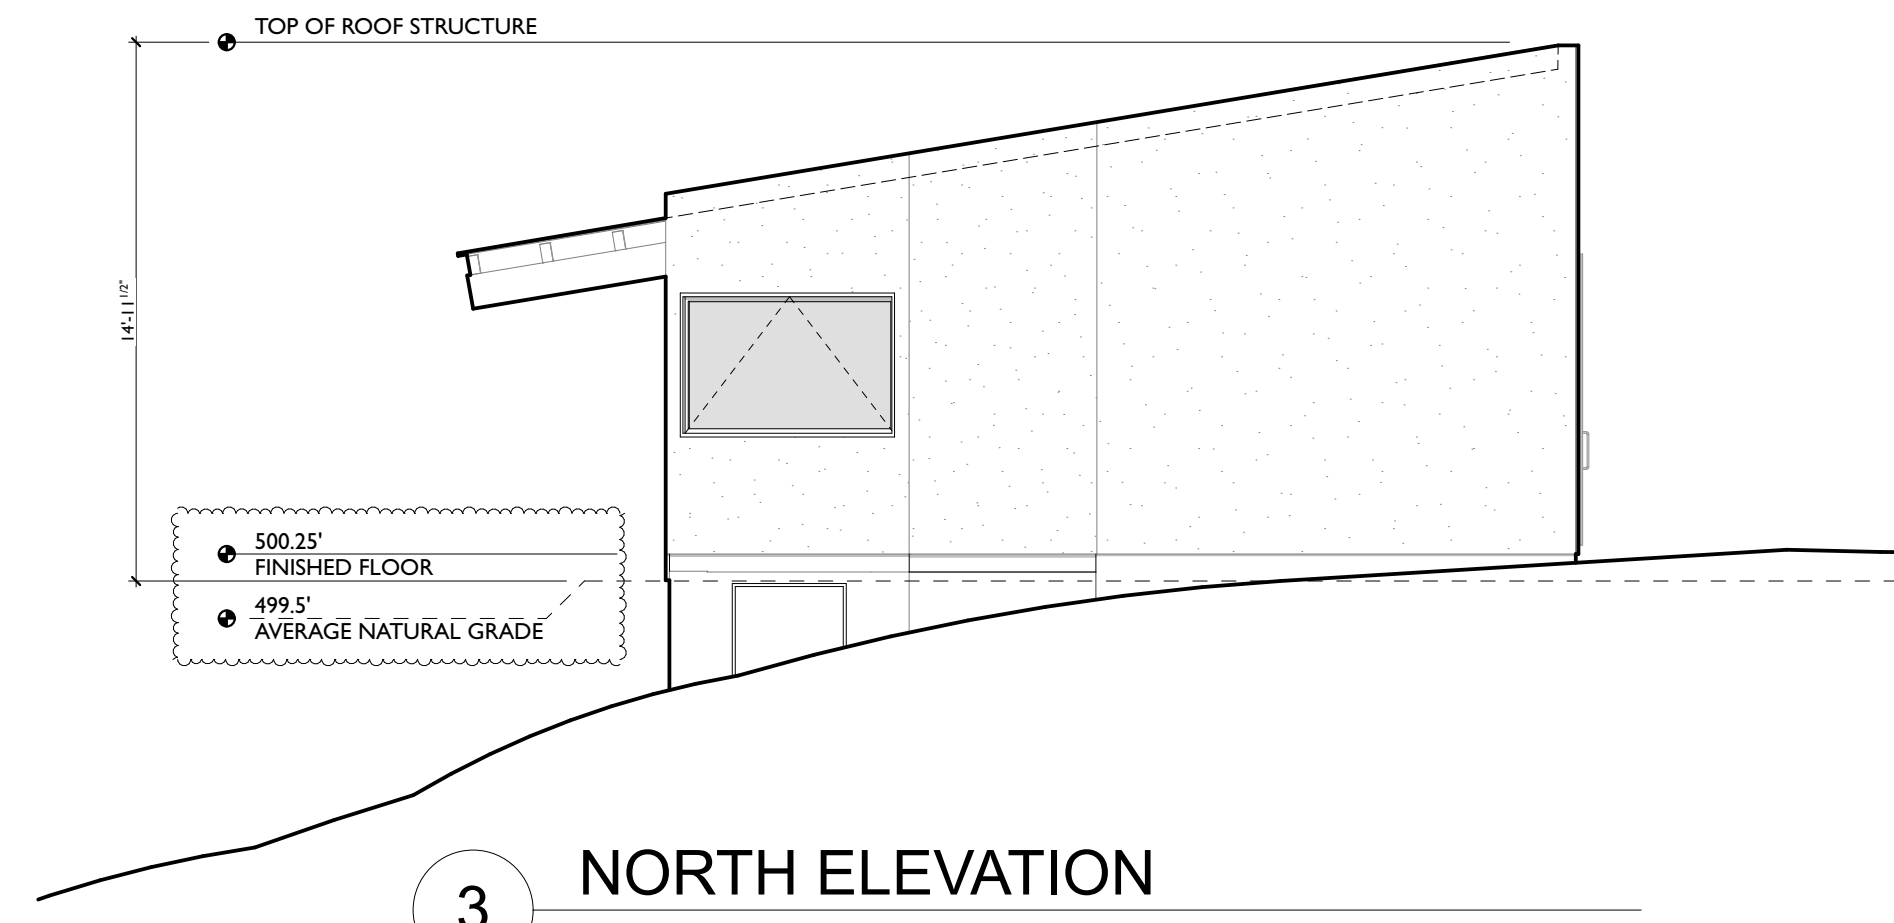 TOP OF ROOF STRUCTURE
14'-11 1/2"
500.25'
FINISHED FLOOR
499.5'
AVERAGE NATURAL GRADE
NORTH ELEVATION
3